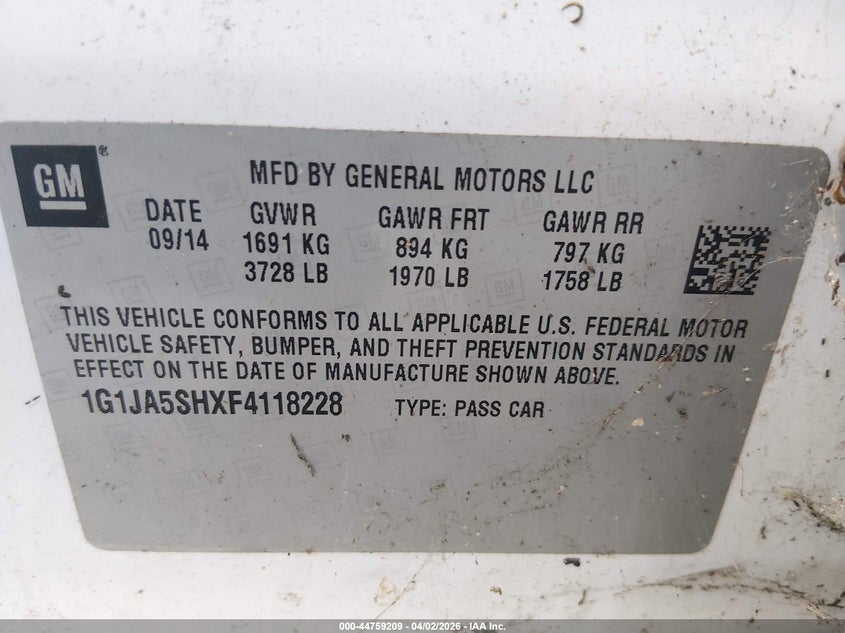 GM®
MFD BY GENERAL MOTORS LLC
DATE GVWR GAWR FRT GAWR RR
09/14 1691 KG 894 KG 797 KG
3728 LB 1970 LB 1758 LB
THIS VEHICLE CONFORMS TO ALL APPLICABLE U.S. FEDERAL MOTOR
VEHICLE SAFETY, BUMPER, AND THEFT PREVENTION STANDARDS IN
EFFECT ON THE DATE OF MANUFACTURE SHOWN ABOVE.
1G1JA5SHXF4118228 TYPE: PASS CAR
000-44759209 - 04/02/2026 - IAA Inc.